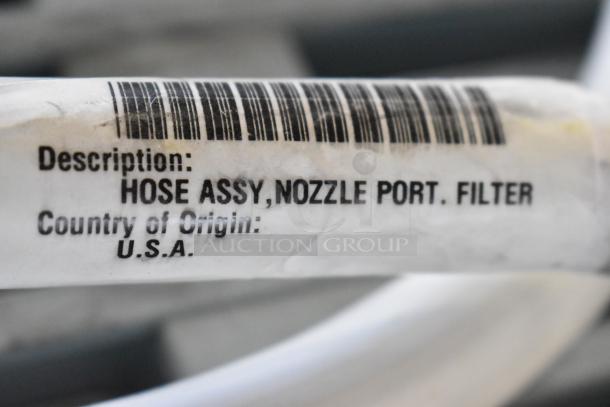 Description:
HOSE ASSY,NOZZLE PORT. FILTER
Country of Origin:
U.S.A.
AUCTION GROUP